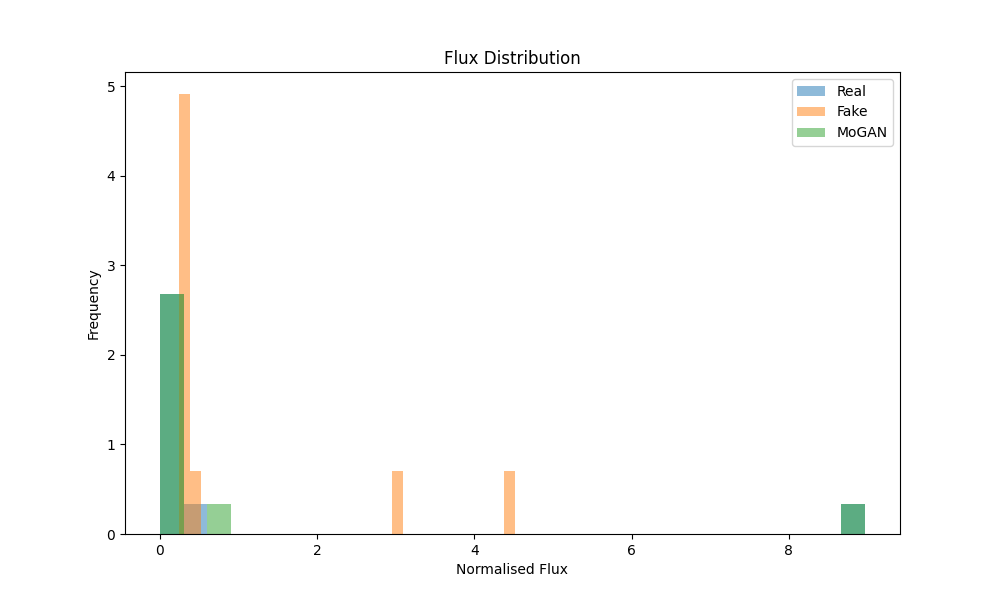 Flux Distribution
Real
Fake
MoGAN
Frequency
5
4
3
2
1
0
0 2 4 6 8
Normalised Flux